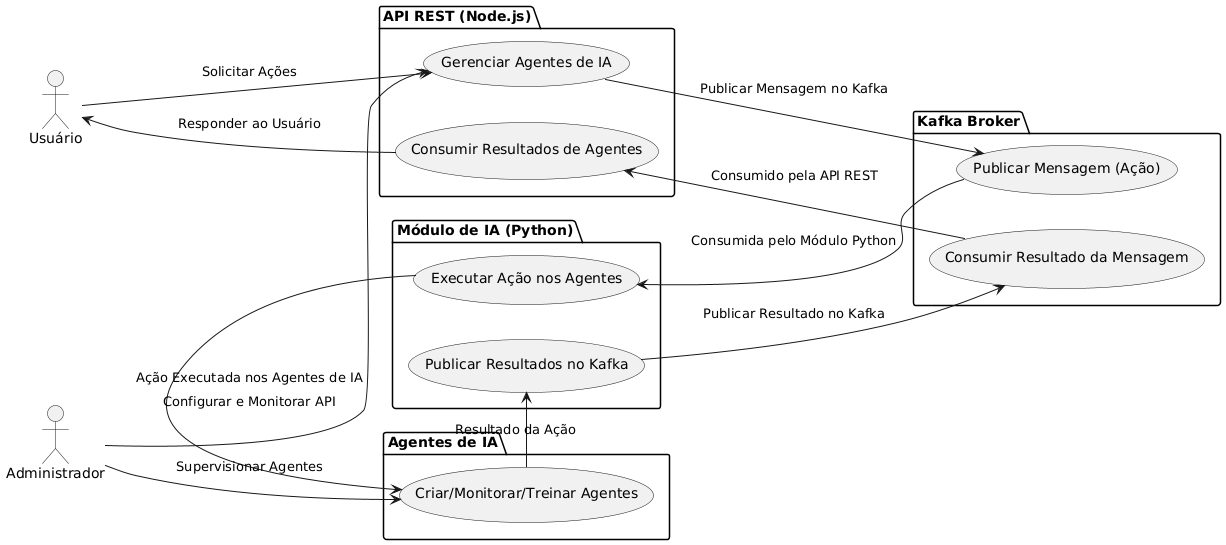 API REST (Node.js)
Gerenciar Agentes de IA
Solicitar Ações
Publicar Mensagem no Kafka
Usuário
Responder ao Usuário
Consumir Resultados de Agentes
Kafka Broker
Publicar Mensagem (Ação)
Consumido pela API REST
Módulo de IA (Python)
Consumida pelo Módulo Python
Consumir Resultado da Mensagem
Executar Ação nos Agentes
Publicar Resultado no Kafka
Publicar Resultados no Kafka
Ação Executada nos Agentes de IA
Configurar e Monitorar API
Resultado da Ação
Agentes de IA
Administrador
Supervisionar Agentes
Criar/Monitorar/Treinar Agentes